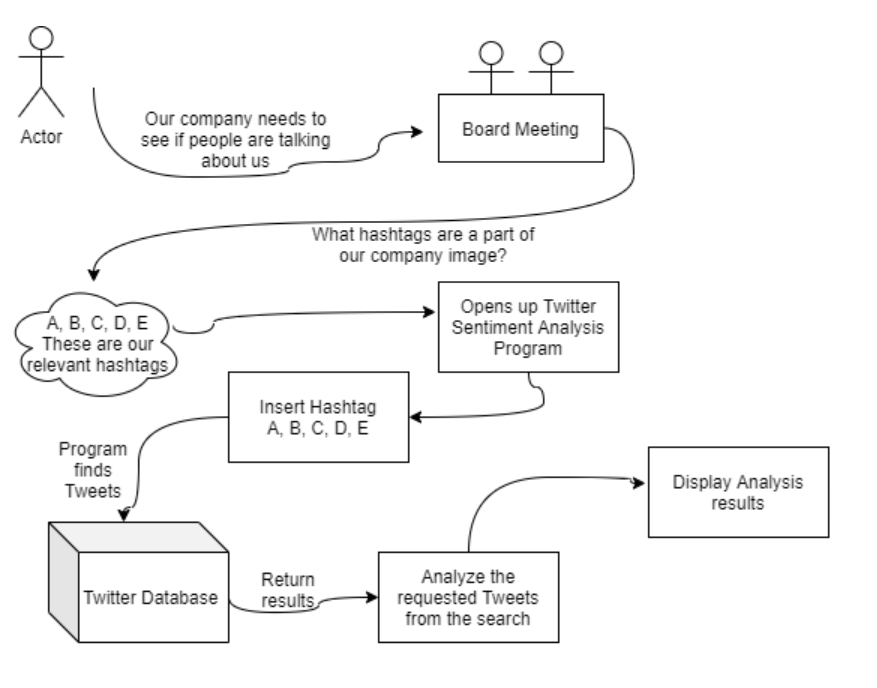 Actor
Our company needs to
see if people are talking
about us
Board Meeting
What hashtags are a part of
our company image?
A, B, C, D, E
These are our
relevant hashtags
Opens up Twitter
Sentiment Analysis
Program
Insert Hashtag
A, B, C, D, E
Program
finds
Tweets
Twitter Database
Return
results
Analyze the
requested Tweets
from the search
Display Analysis
results